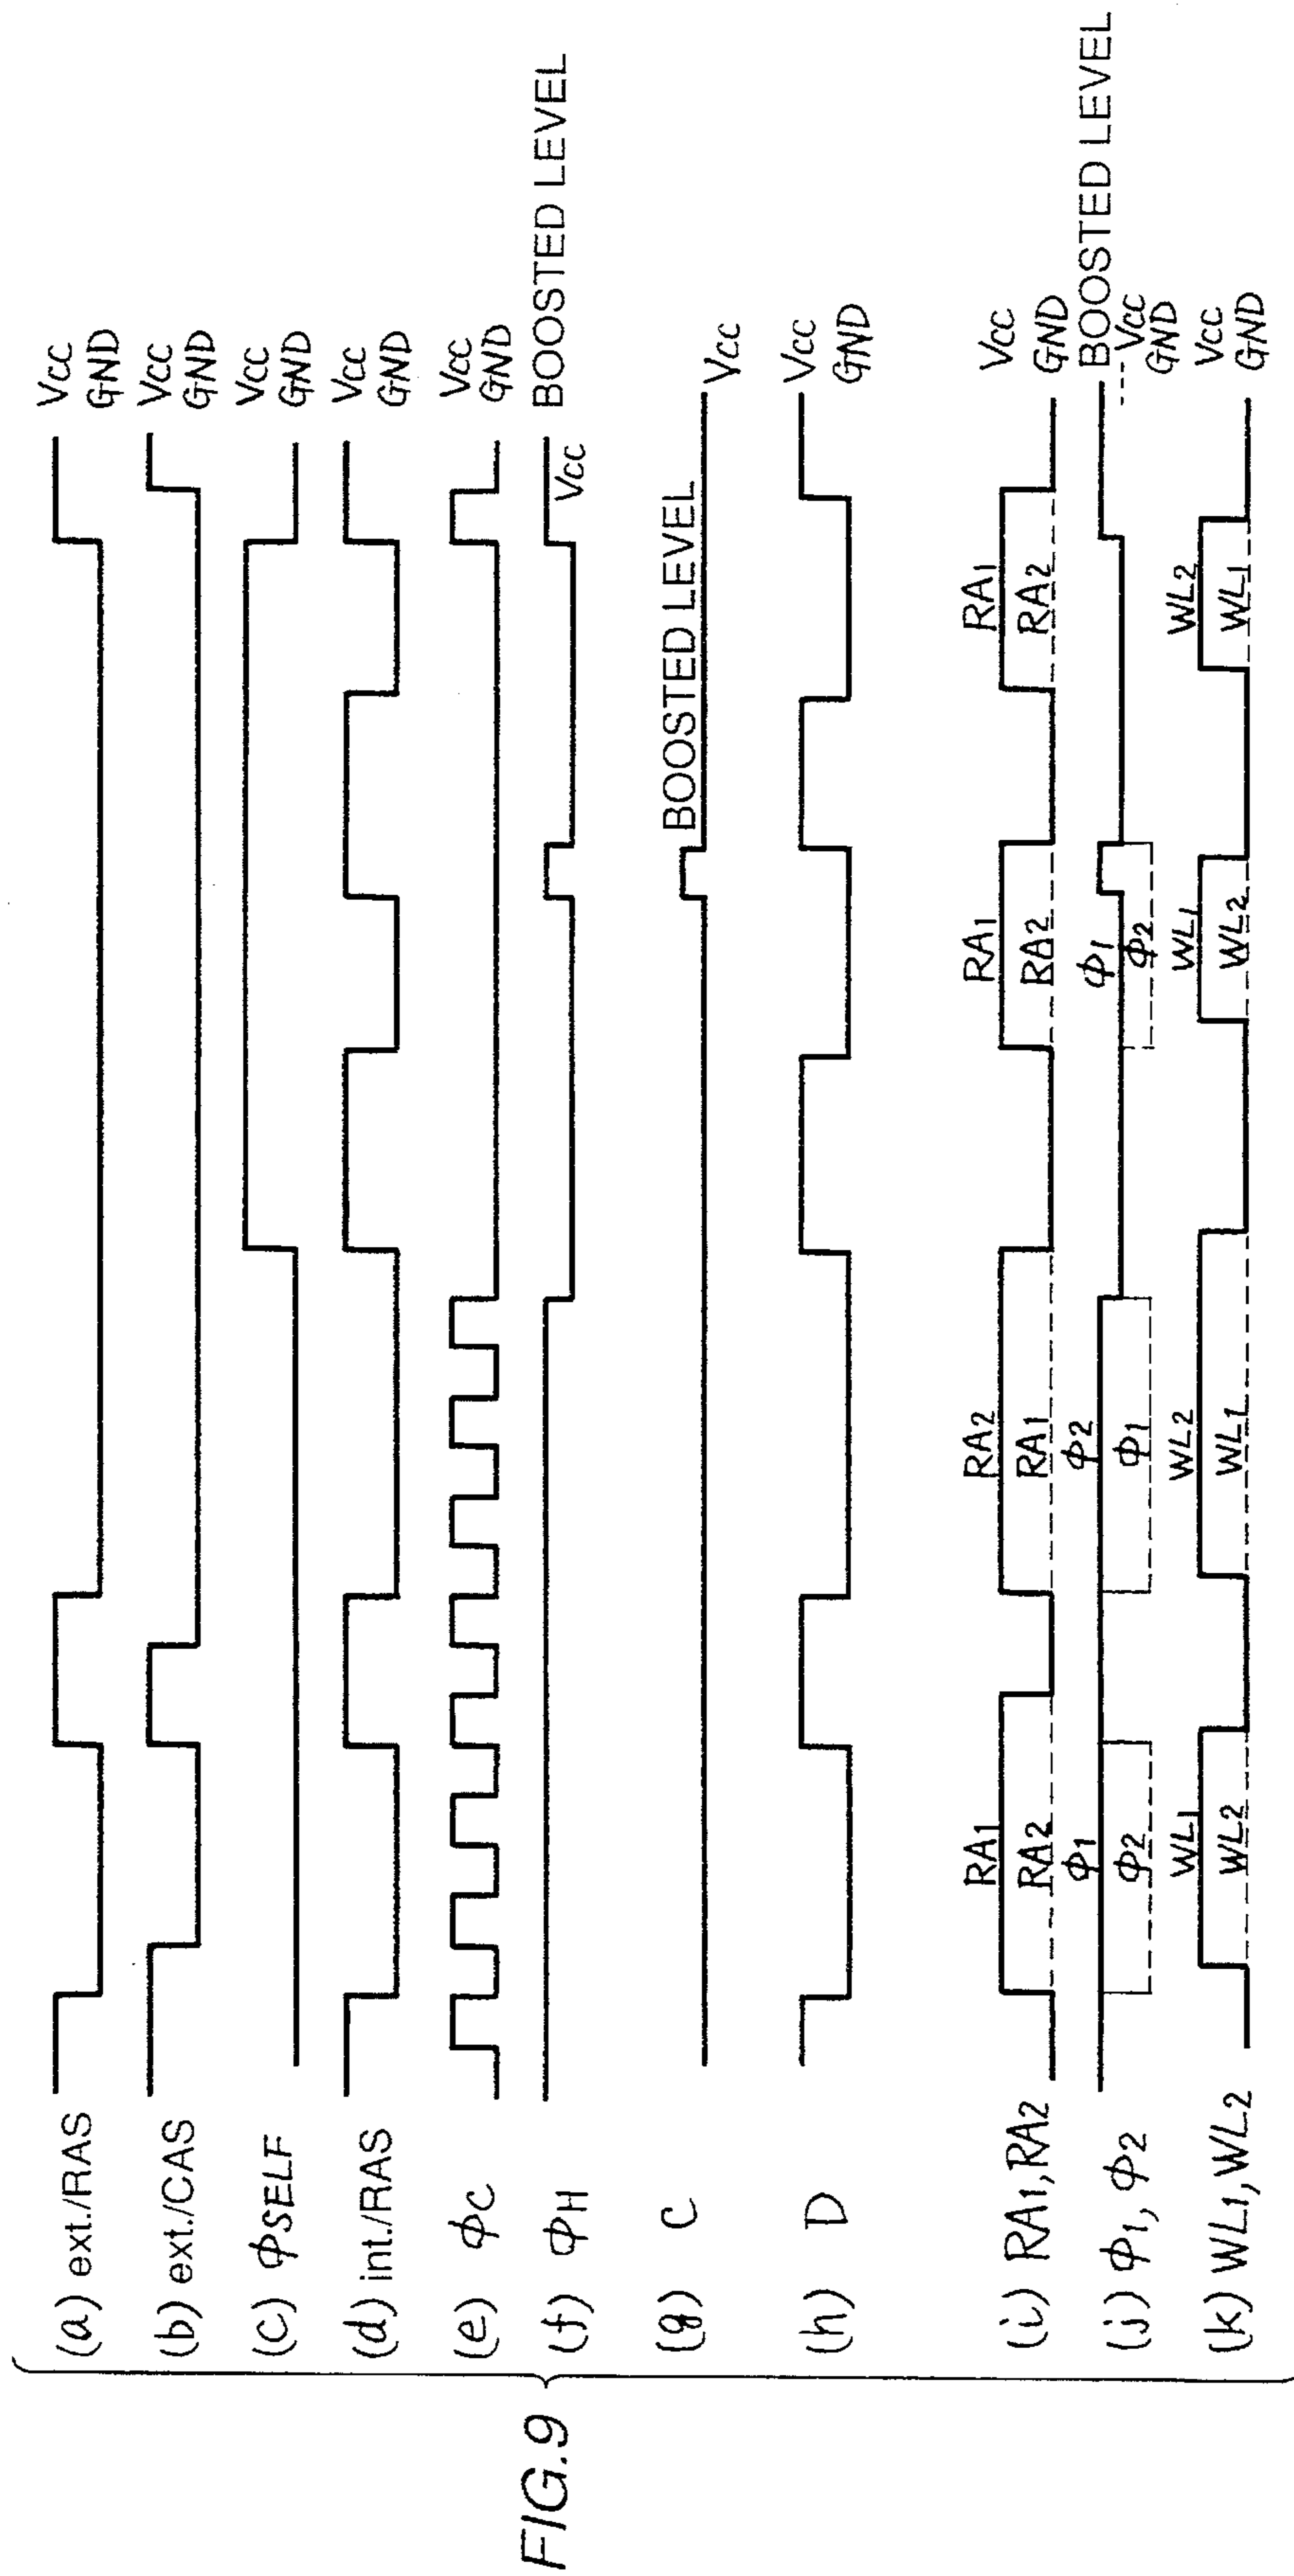 FIG.9
(a) ext./RAS
Vcc
GND
(b) ext./CAS
Vcc
GND
(c) ΦSELF
Vcc
GND
(d) int./RAS
Vcc
GND
(e) ΦC
Vcc
GND
(f) ΦH
BOOSTED LEVEL
Vcc
(g) C
BOOSTED LEVEL
Vcc
(h) D
Vcc
GND
(i) RA1, RA2
RA1
RA2
RA2
RA1
RA1
RA2
RA1
RA2
Vcc
GND
(j) Φ1, Φ2
Φ1
Φ2
Φ2
Φ1
Φ1
Φ2
BOOSTED LEVEL
Vcc
GND
(k) WL1, WL2
WL1
WL2
WL2
WL1
WL1
WL2
WL2
WL1
Vcc
GND